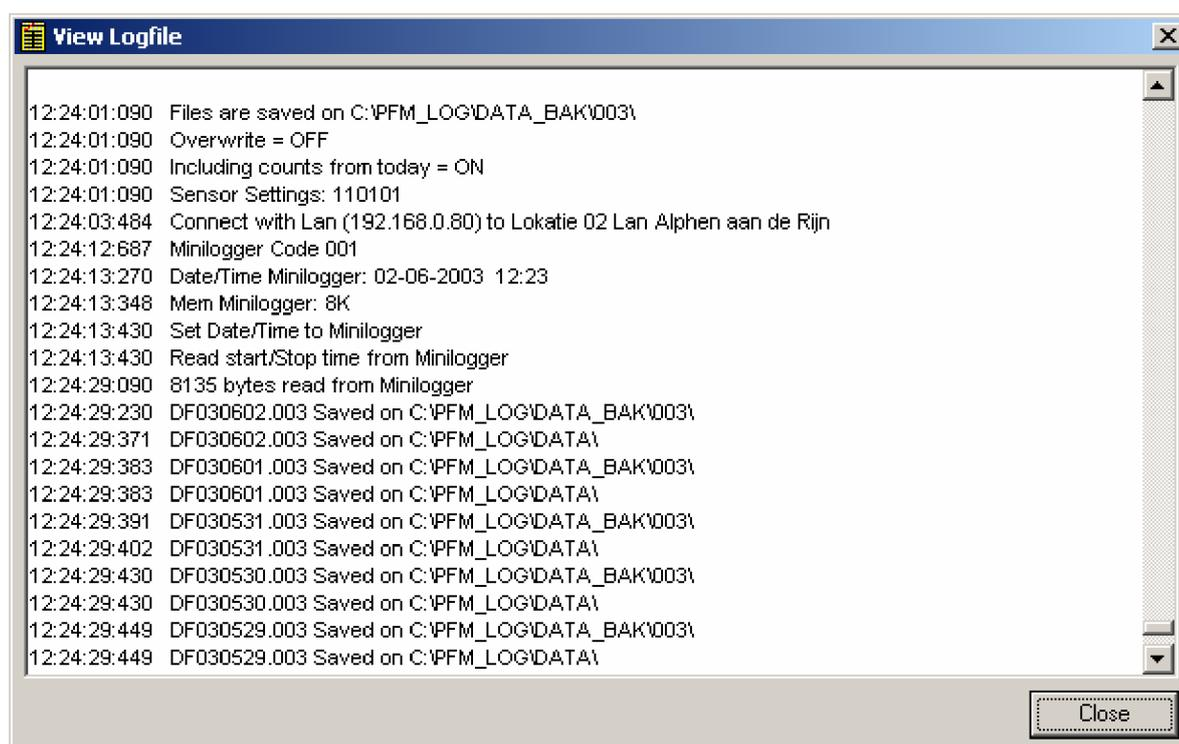 View Logfile
12:24:01:090 Files are saved on C:\PFM_LOG\DATA_BAK\003\
12:24:01:090 Overwrite = OFF
12:24:01:090 Including counts from today = ON
12:24:01:090 Sensor Settings: 110101
12:24:03:484 Connect with Lan (192.168.0.80) to Lokatie 02 Lan Alphen aan de Rijn
12:24:12:687 Minilogger Code 001
12:24:13:270 Date/Time Minilogger: 02-06-2003 12:23
12:24:13:348 Mem Minilogger: 8K
12:24:13:430 Set Date/Time to Minilogger
12:24:13:430 Read start/Stop time from Minilogger
12:24:29:090 8135 bytes read from Minilogger
12:24:29:230 DF030602.003 Saved on C:\PFM_LOG\DATA_BAK\003\
12:24:29:371 DF030602.003 Saved on C:\PFM_LOG\DATA\
12:24:29:383 DF030601.003 Saved on C:\PFM_LOG\DATA_BAK\003\
12:24:29:383 DF030601.003 Saved on C:\PFM_LOG\DATA\
12:24:29:391 DF030531.003 Saved on C:\PFM_LOG\DATA_BAK\003\
12:24:29:402 DF030531.003 Saved on C:\PFM_LOG\DATA\
12:24:29:430 DF030530.003 Saved on C:\PFM_LOG\DATA_BAK\003\
12:24:29:430 DF030530.003 Saved on C:\PFM_LOG\DATA\
12:24:29:449 DF030529.003 Saved on C:\PFM_LOG\DATA_BAK\003\
12:24:29:449 DF030529.003 Saved on C:\PFM_LOG\DATA\
Close